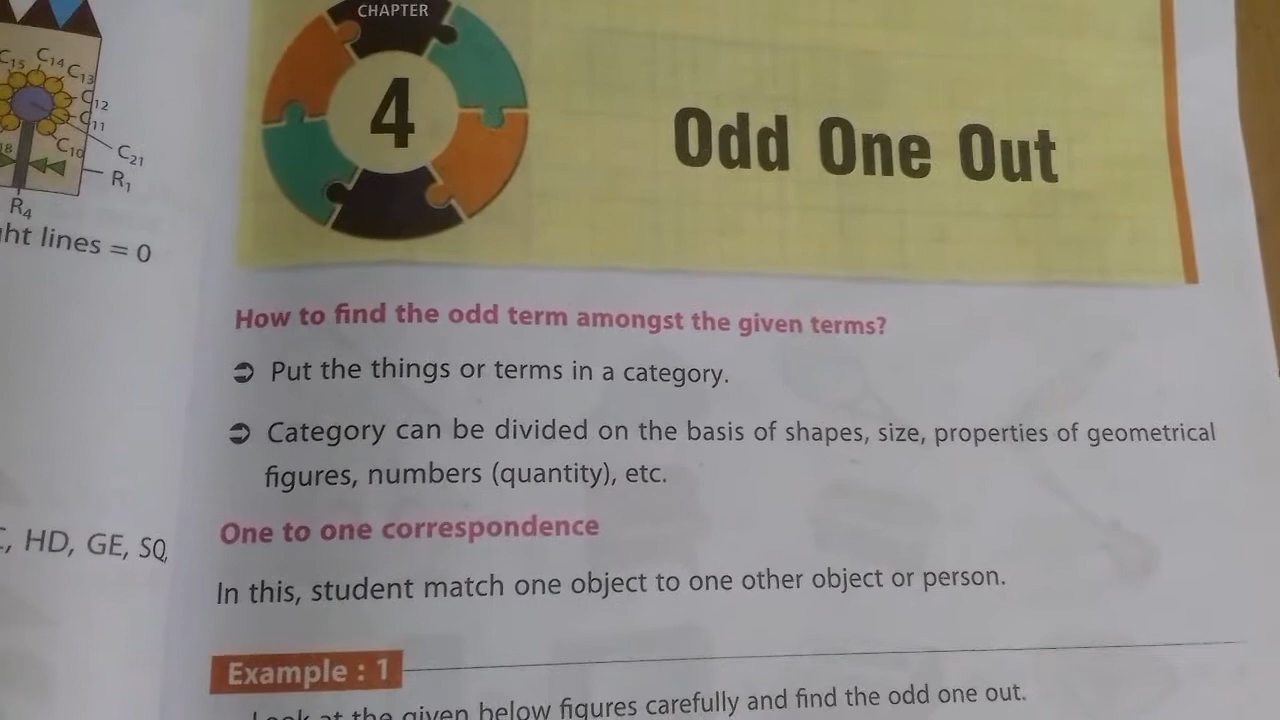 C15 C14 C13
C12
C11
C10
C21
R1
18
R4
ht lines = 0
, HD, GE, SQ,
CHAPTER
4
Odd One Out
How to find the odd term amongst the given terms?
Put the things or terms in a category.
Category can be divided on the basis of shapes, size, properties of geometrical
figures, numbers (quantity), etc.
One to one correspondence
In this, student match one object to one other object or person.
Example : 1
Look at the given below figures carefully and find the odd one out.